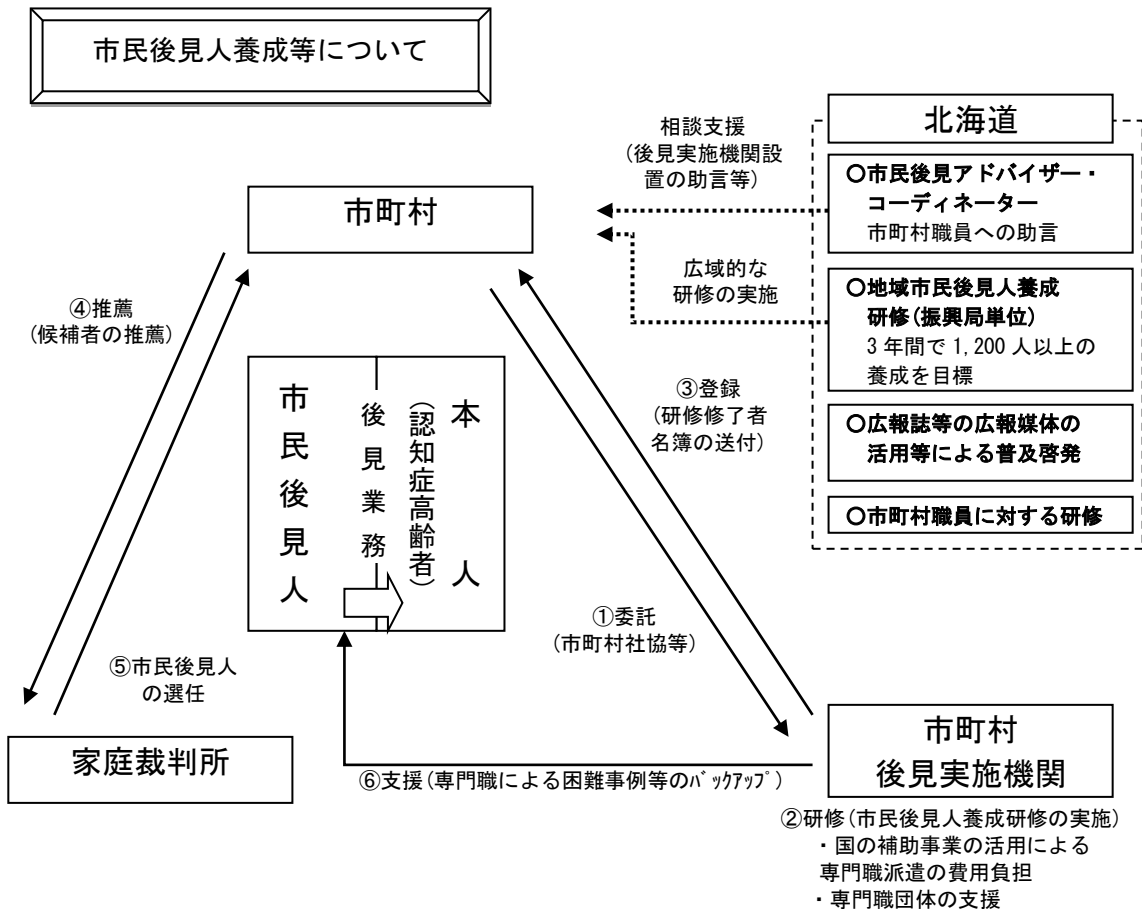 市民後見人養成等について
北海道
相談支援
(後見実施機関設
置の助言等)
○市民後見アドバイザー・
コーディネーター
市町村職員への助言
市町村
広域的な
研修の実施
○地域市民後見人養成
研修(振興局単位)
3年間で1,200人以上の
養成を目標
④推薦
(候補者の推薦)
③登録
(研修修了者
名簿の送付)
○広報誌等の広報媒体の
活用等による普及啓発
○市町村職員に対する研修
市民後見人
後見業務
本人
(認知症高齢者)
①委託
(市町村社協等)
⑤市民後見人
の選任
家庭裁判所
市町村
後見実施機関
⑥支援(専門職による困難事例等のﾊﾞｯｸｱｯﾌﾟ)
②研修(市民後見人養成研修の実施)
・国の補助事業の活用による
専門職派遣の費用負担
・専門職団体の支援